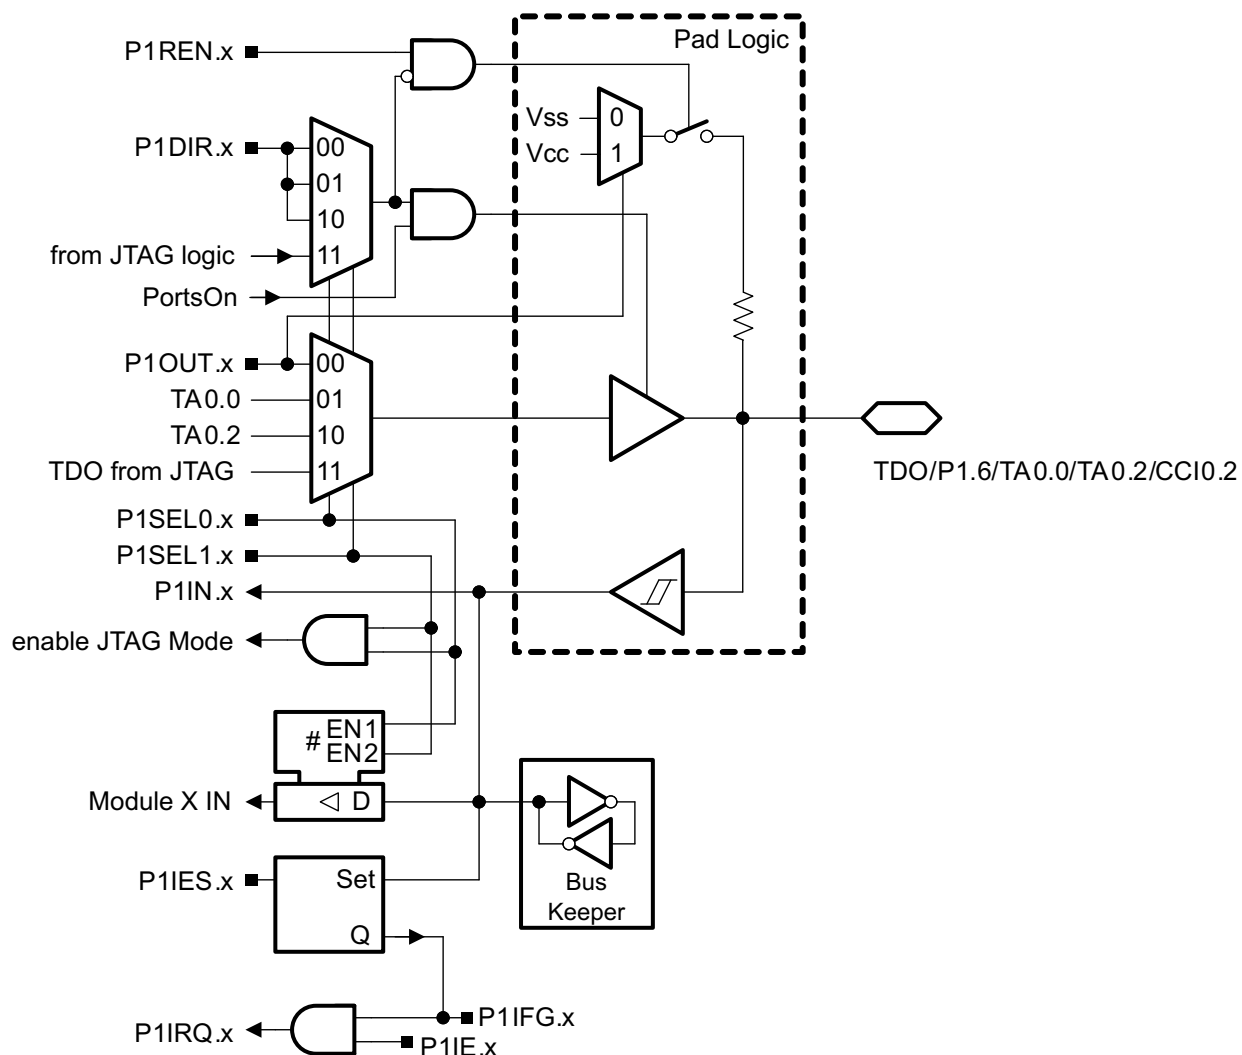 Pad Logic
P1REN.x
Vss
0
Vcc
1
P1DIR.x
00
01
10
from JTAG logic
11
PortsOn
P1OUT.x
00
TA0.0
01
TA0.2
10
TDO from JTAG
11
TDO/P1.6/TA0.0/TA0.2/CCI0.2
P1SEL0.x
P1SEL1.x
P1IN.x
enable JTAG Mode
# EN1
EN2
Module X IN
D
P1IES.x
Set
Q
Bus
Keeper
P1IFG.x
P1IRQ.x
P1IE.x